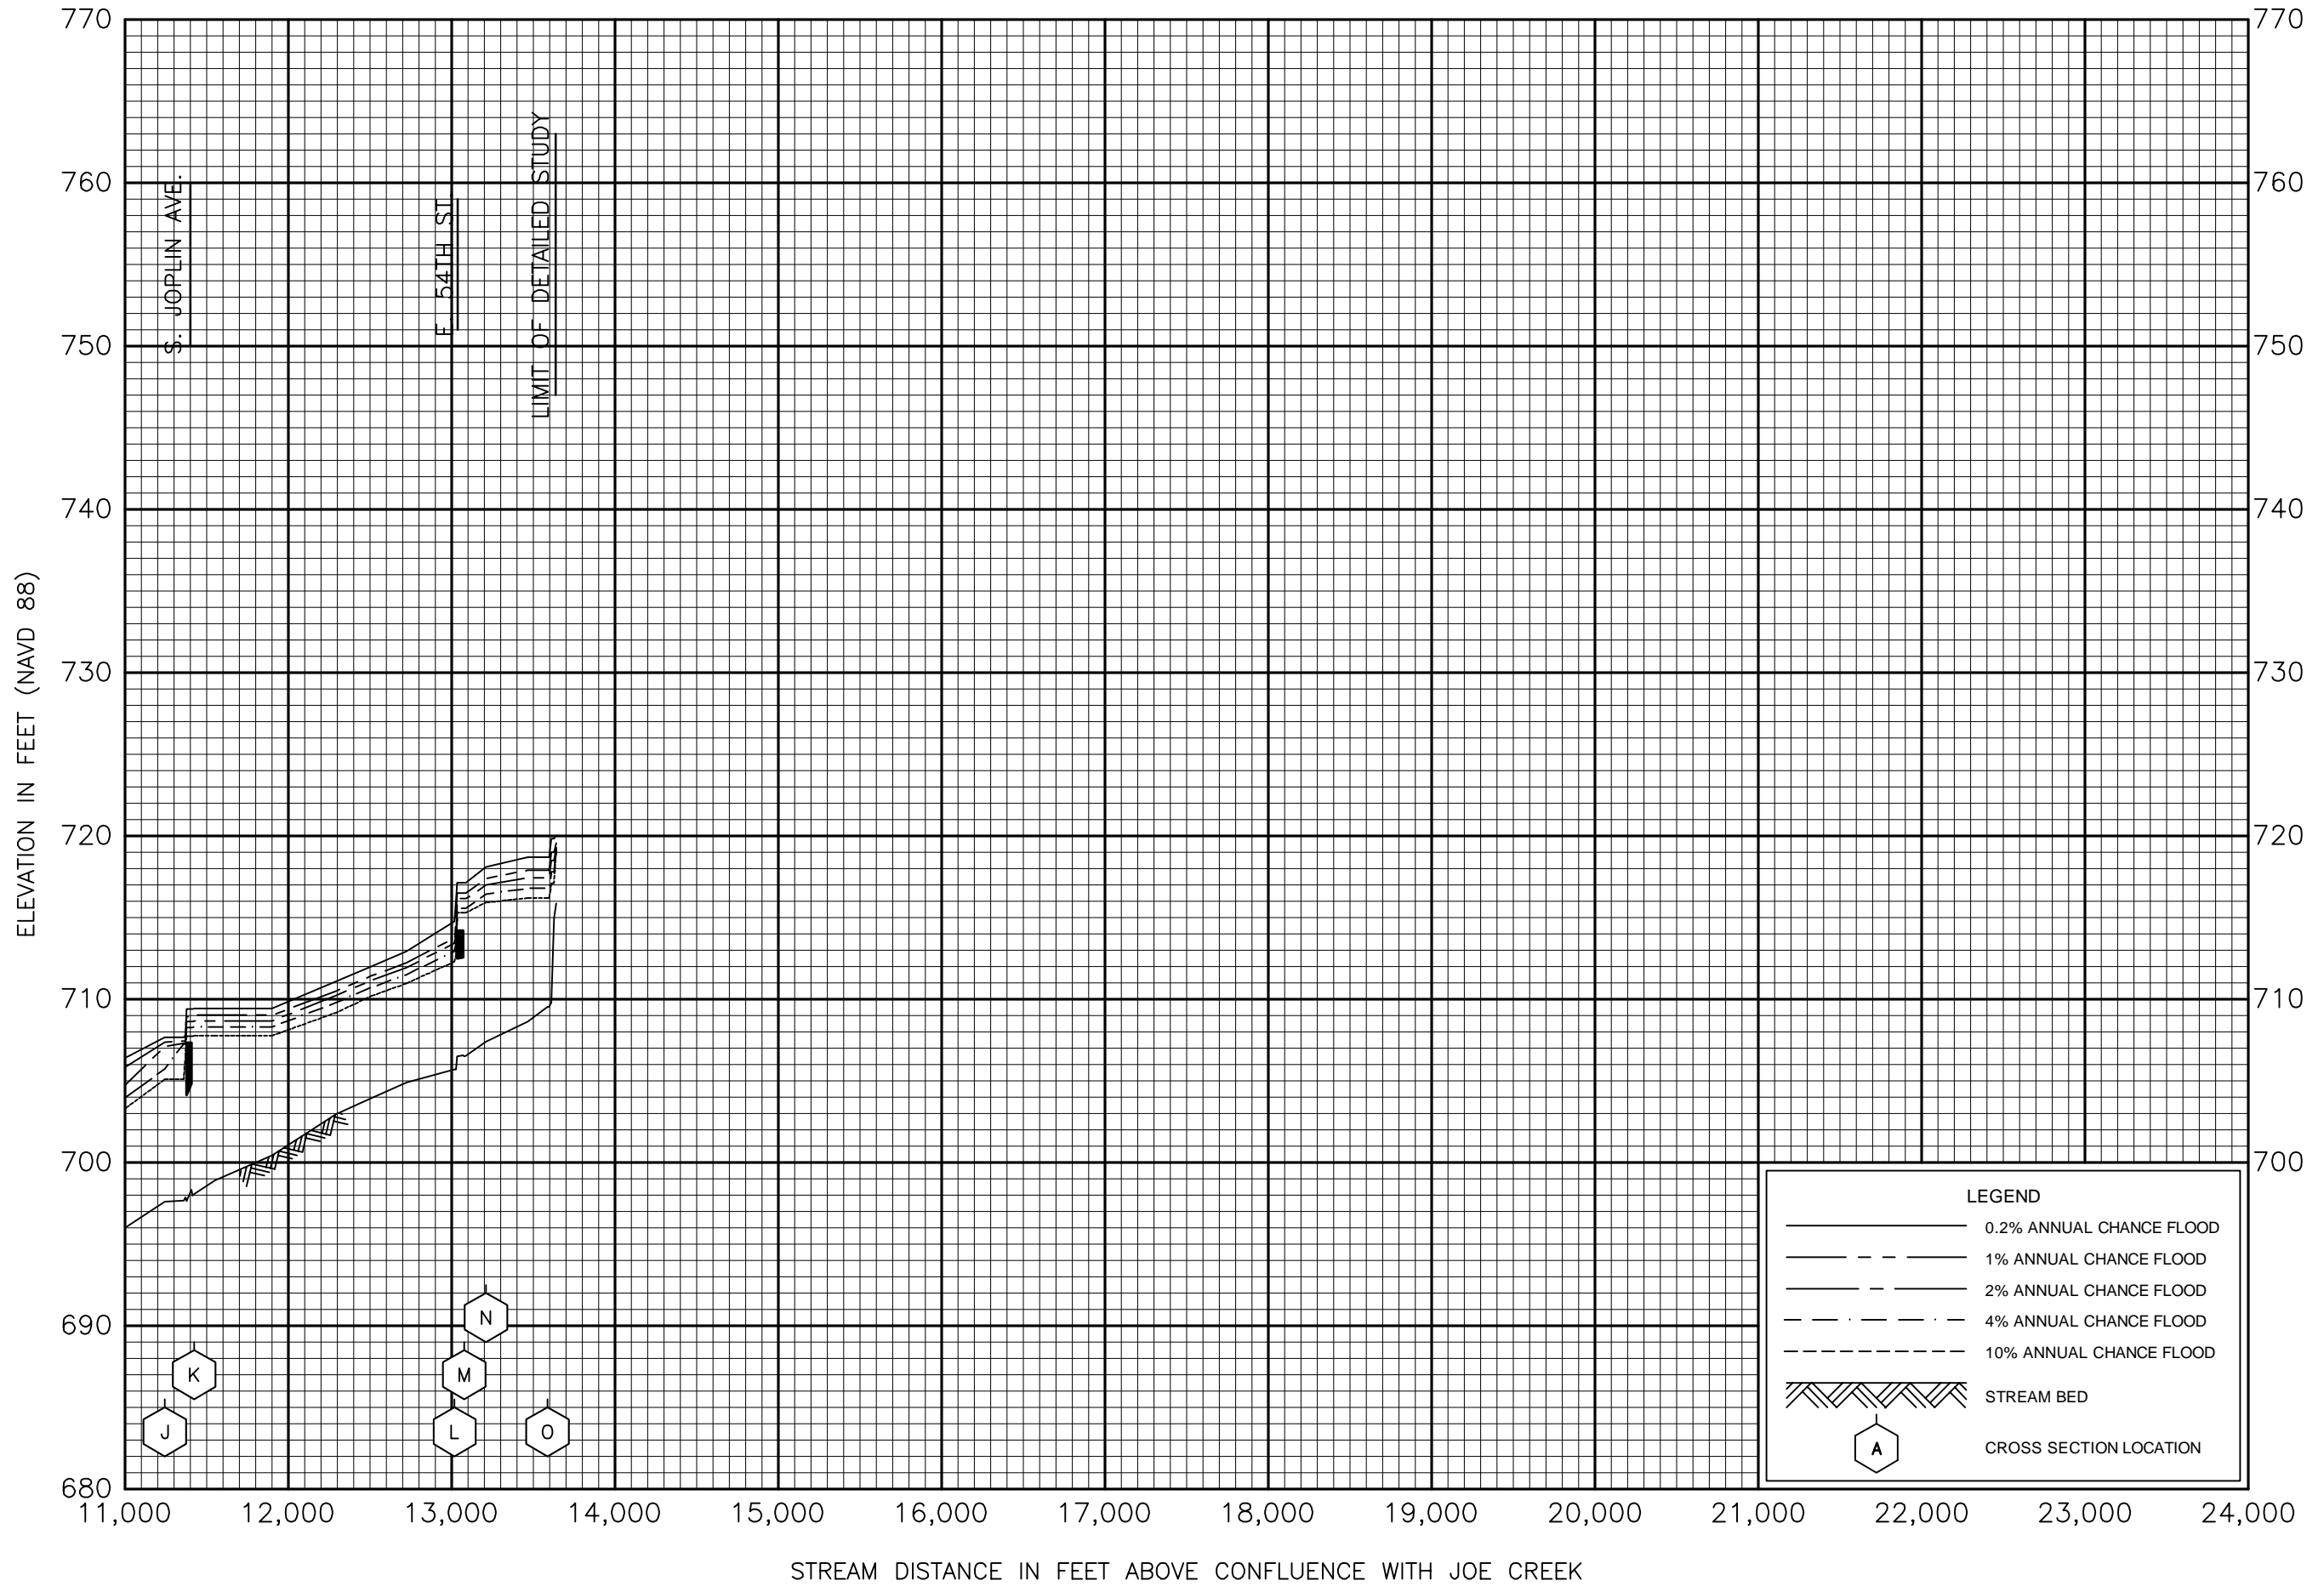 770
770
760
760
750
750
740
740
730
730
720
720
710
710
700
700
690
680
S. JOPLIN AVE.
E. 54TH ST.
LIMIT OF DETAILED STUDY
ELEVATION IN FEET (NAVD 88)
N
K
M
J
L
O
LEGEND
0.2% ANNUAL CHANCE FLOOD
1% ANNUAL CHANCE FLOOD
2% ANNUAL CHANCE FLOOD
4% ANNUAL CHANCE FLOOD
10% ANNUAL CHANCE FLOOD
STREAM BED
A
CROSS SECTION LOCATION
11,000 12,000 13,000 14,000 15,000 16,000 17,000 18,000 19,000 20,000 21,000 22,000 23,000 24,000
STREAM DISTANCE IN FEET ABOVE CONFLUENCE WITH JOE CREEK